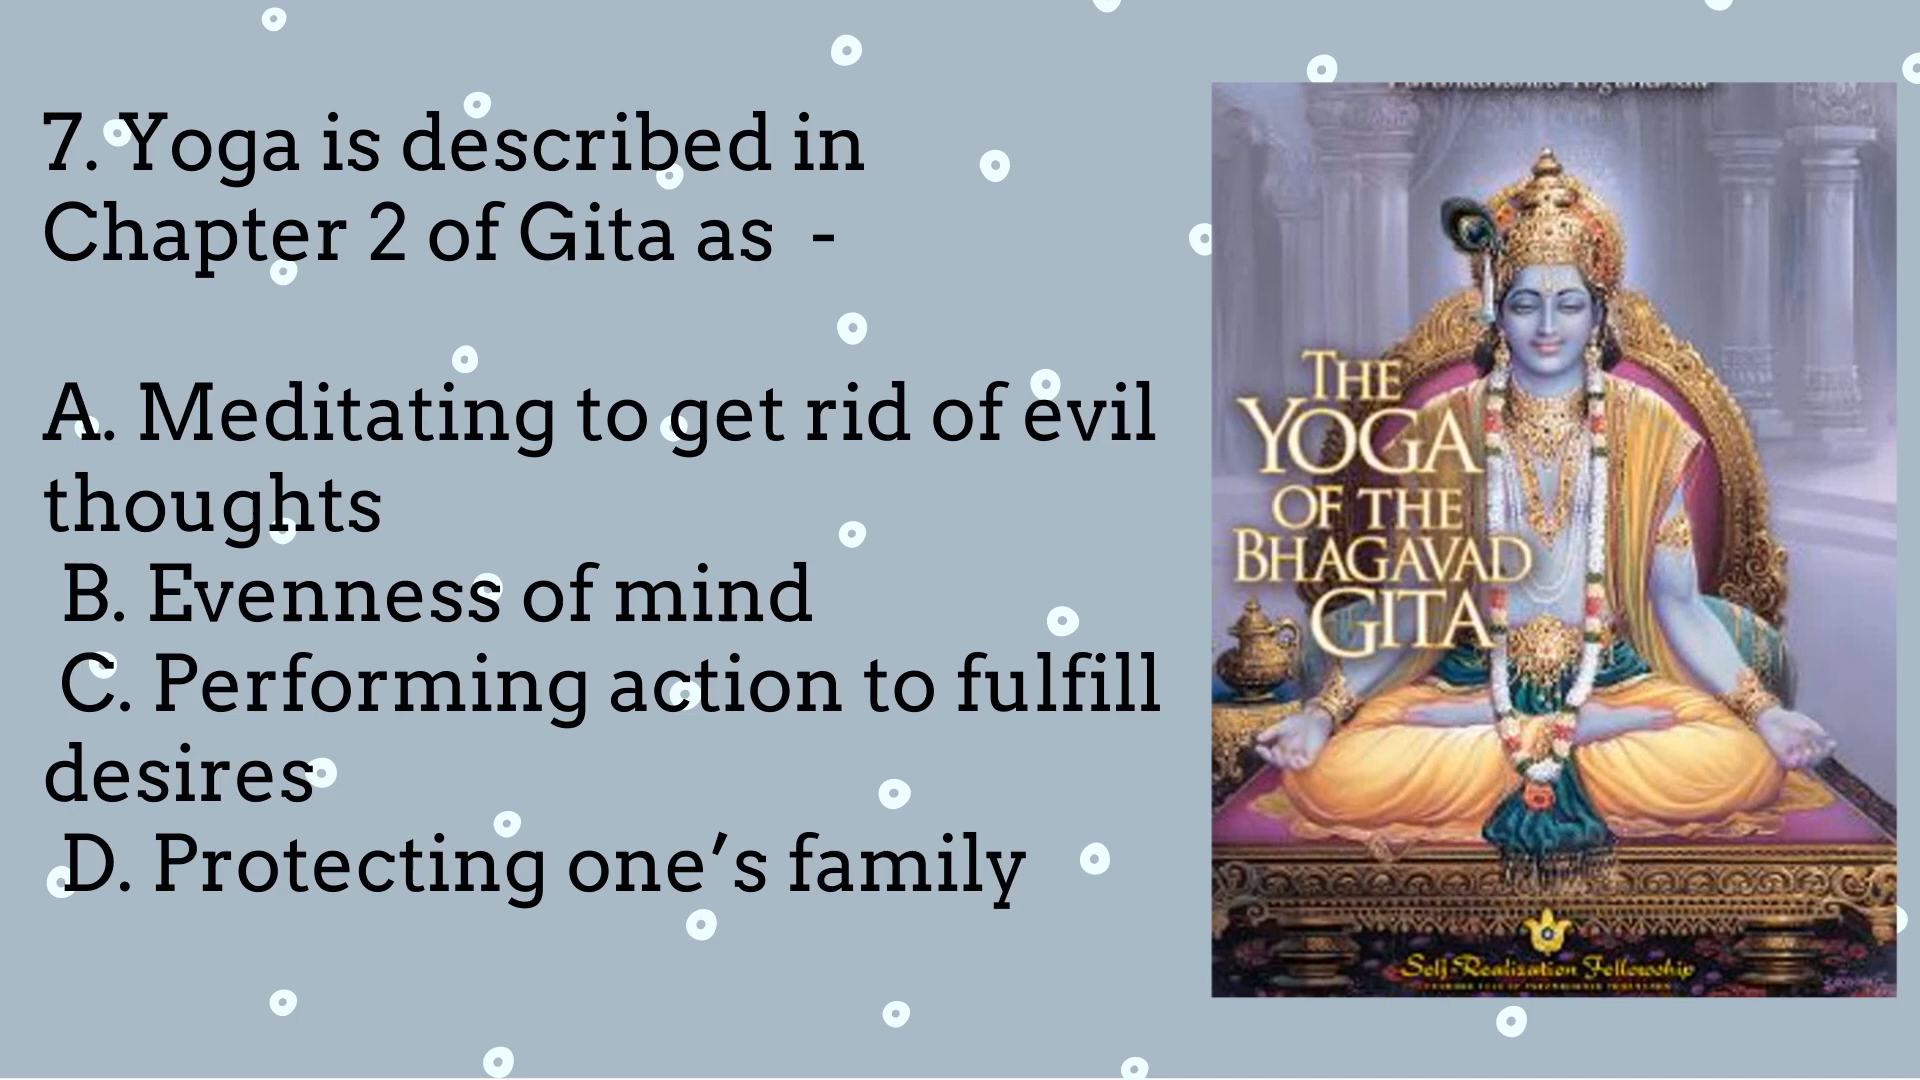 7. Yoga is described in
Chapter 2 of Gita as -
A. Meditating to get rid of evil
thoughts
B. Evenness of mind
C. Performing action to fulfill
desires
D. Protecting one’s family
THE
YOGA
OF THE
BHAGAVAD
GITA
Self-Realization Fellowship